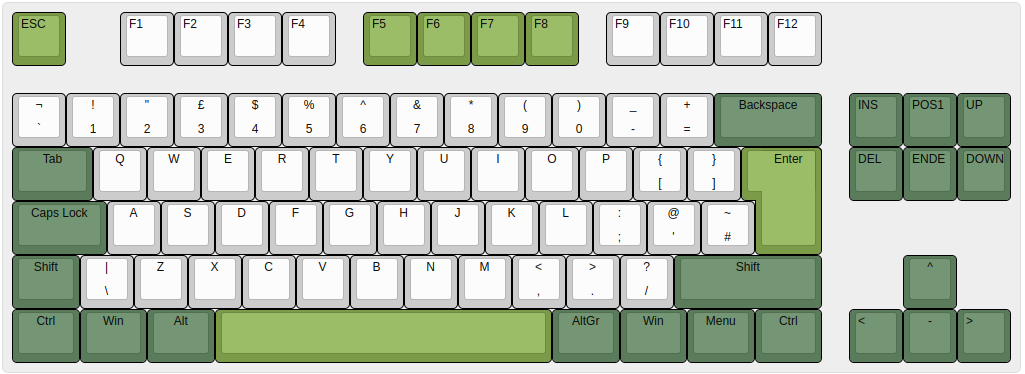 ESC F1 F2 F3 F4 F5 F6 F7 F8 F9 F10 F11 F12
¬ ! " £ $ % ^ & * ( ) _ + Backspace INS POS1 UP
` 1 2 3 4 5 6 7 8 9 0 - =
Tab Q W E R T Y U I O P { } Enter DEL ENDE DOWN
[ ]
Caps Lock A S D F G H J K L : @ ~
; ' #
Shift | Z X C V B N M < > ? Shift ^
\ , . /
Ctrl Win Alt AltGr Win Menu Ctrl < - >